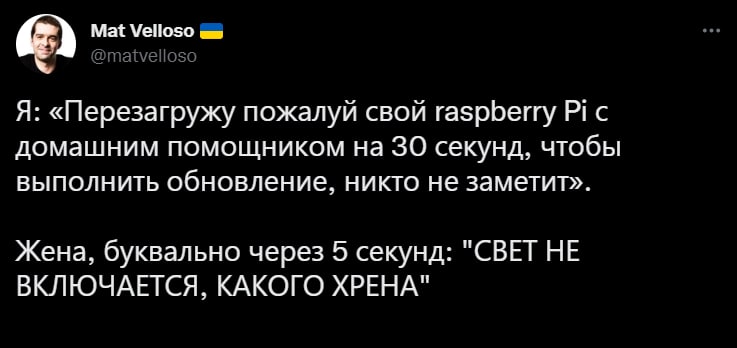 Mat Velloso 🇺🇦
@matvelloso
Я: «Перезагружу пожалуй свой raspberry Pi с
домашним помощником на 30 секунд, чтобы
выполнить обновление, никто не заметит».
Жена, буквально через 5 секунд: "СВЕТ НЕ
ВКЛЮЧАЕТСЯ, КАКОГО ХРЕНА"